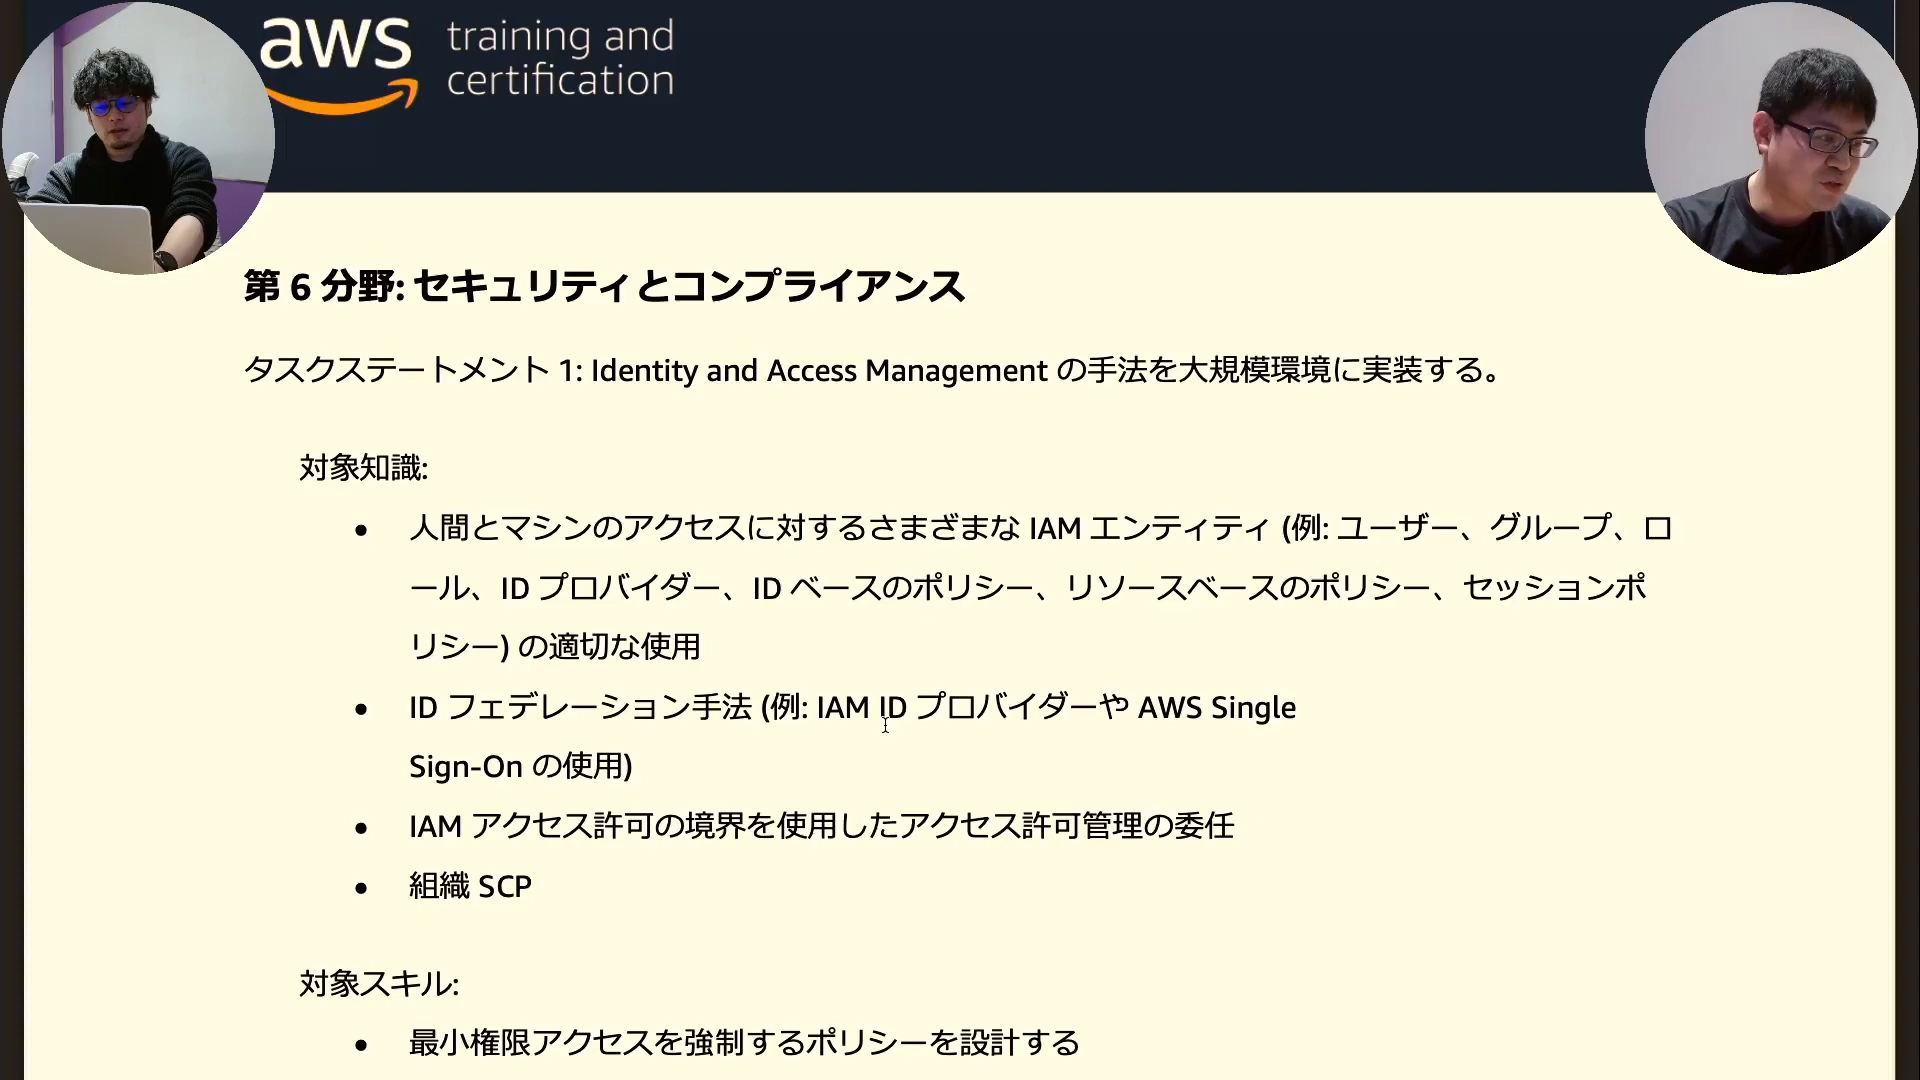 aws training and
certification
第 6 分野: セキュリティとコンプライアンス
タスクステートメント 1: Identity and Access Management の手法を大規模環境に実装する。
対象知識:
• 人間とマシンのアクセスに対するさまざまな IAM エンティティ (例: ユーザー、グループ、ロ
ール、ID プロバイダー、ID ベースのポリシー、リソースベースのポリシー、セッションポ
リシー) の適切な使用
• ID フェデレーション手法 (例: IAM ID プロバイダーや AWS Single
Sign-On の使用)
• IAM アクセス許可の境界を使用したアクセス許可管理の委任
• 組織 SCP
対象スキル:
• 最小権限アクセスを強制するポリシーを設計する